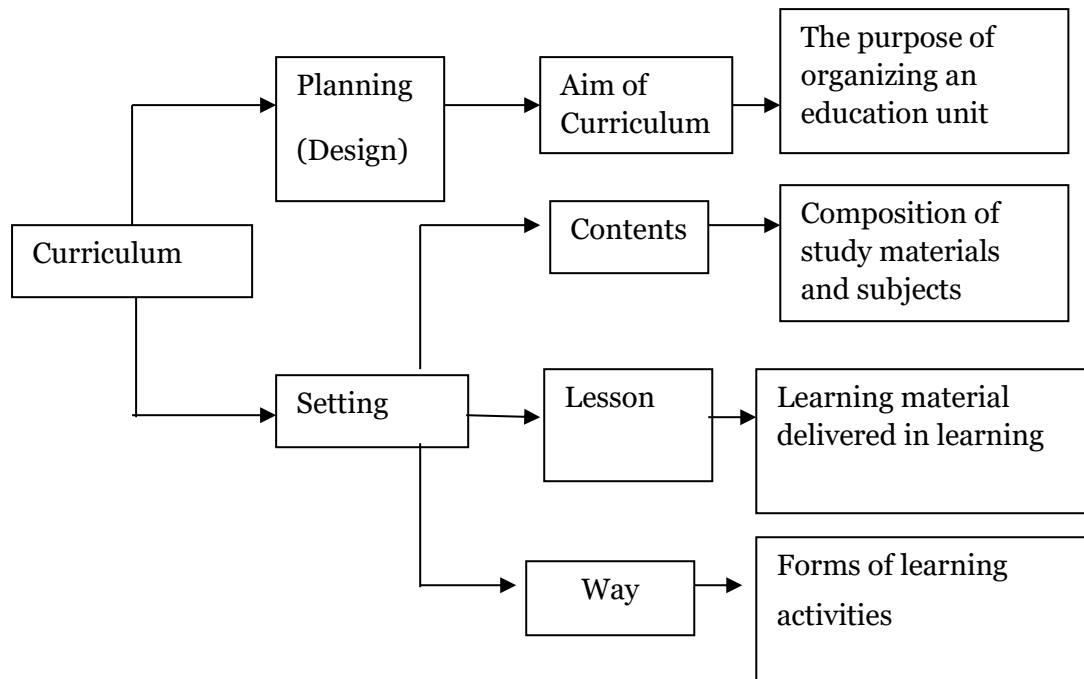 Planning
(Design)
Aim of
Curriculum
The purpose of
organizing an
education unit
Curriculum
Contents
Composition of
study materials
and subjects
Setting
Lesson
Learning material
delivered in learning
Way
Forms of learning
activities